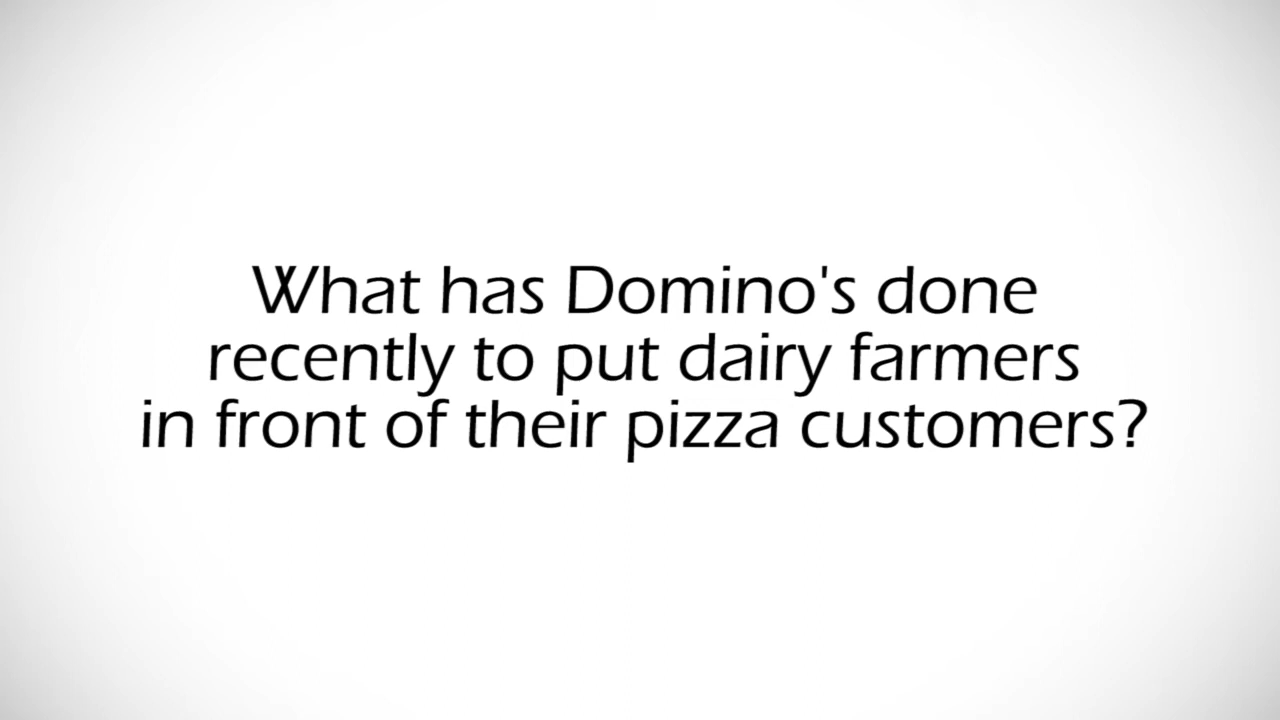 What has Domino's done
recently to put dairy farmers
in front of their pizza customers?